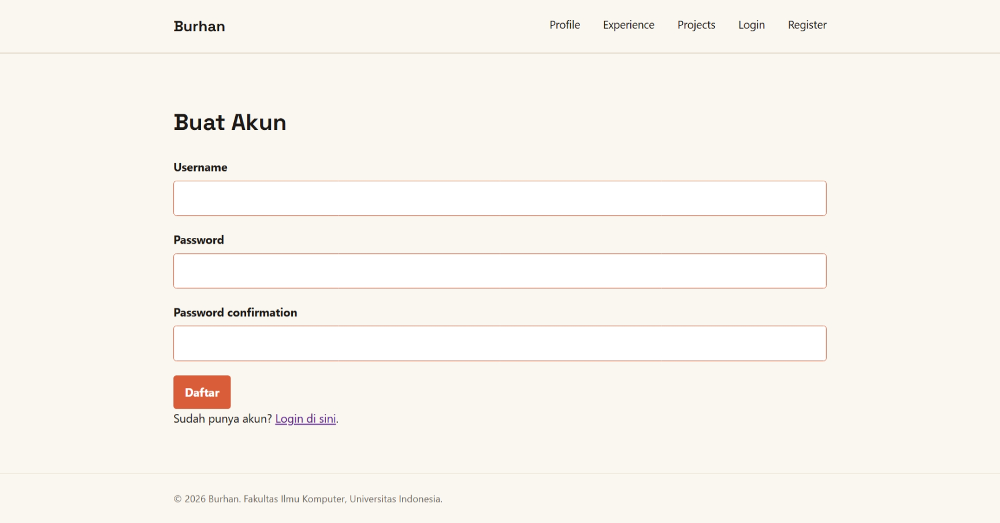 Burhan
Profile Experience Projects Login Register
Buat Akun
Username
Password
Password confirmation
Daftar
Sudah punya akun? Login di sini.
© 2026 Burhan. Fakultas Ilmu Komputer, Universitas Indonesia.